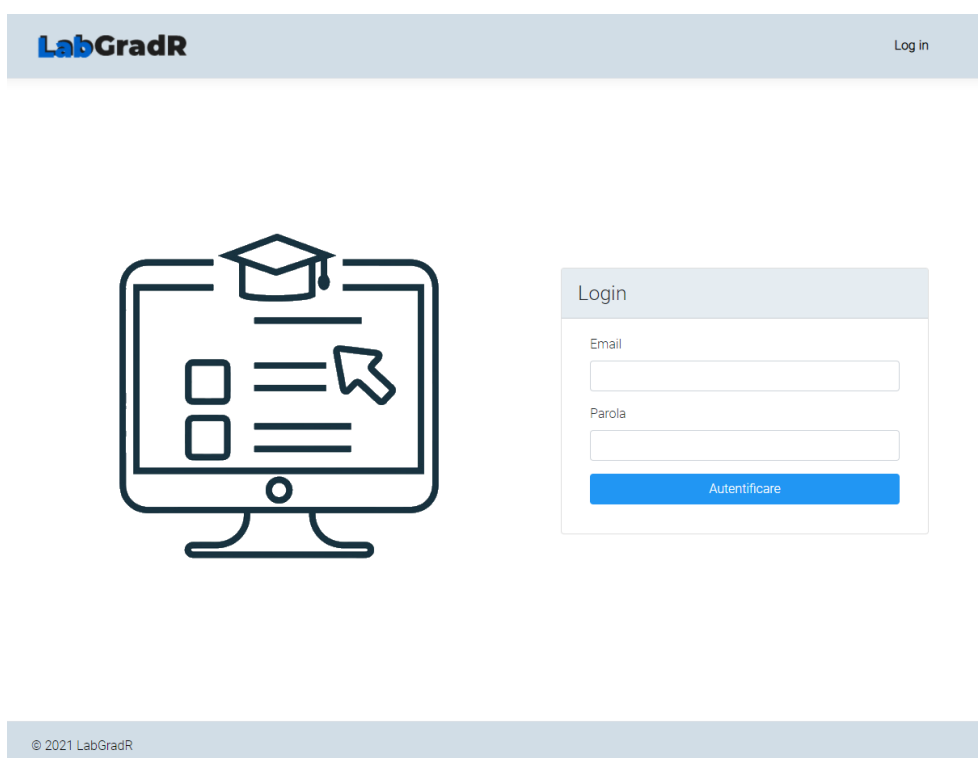 LabGradR
Log in
Login
Email
Parola
Autentificare
© 2021 LabGradR